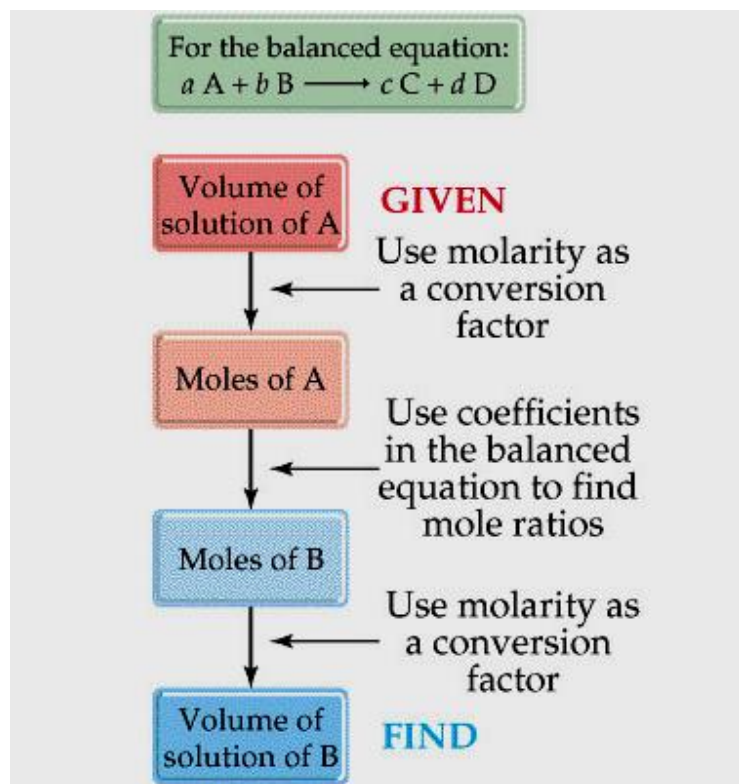 For the balanced equation:
a A + b B ⟶ c C + d D
Volume of
solution of A
GIVEN
Use molarity as
a conversion
factor
Moles of A
Use coefficients
in the balanced
equation to find
mole ratios
Moles of B
Use molarity as
a conversion
factor
Volume of
solution of B
FIND